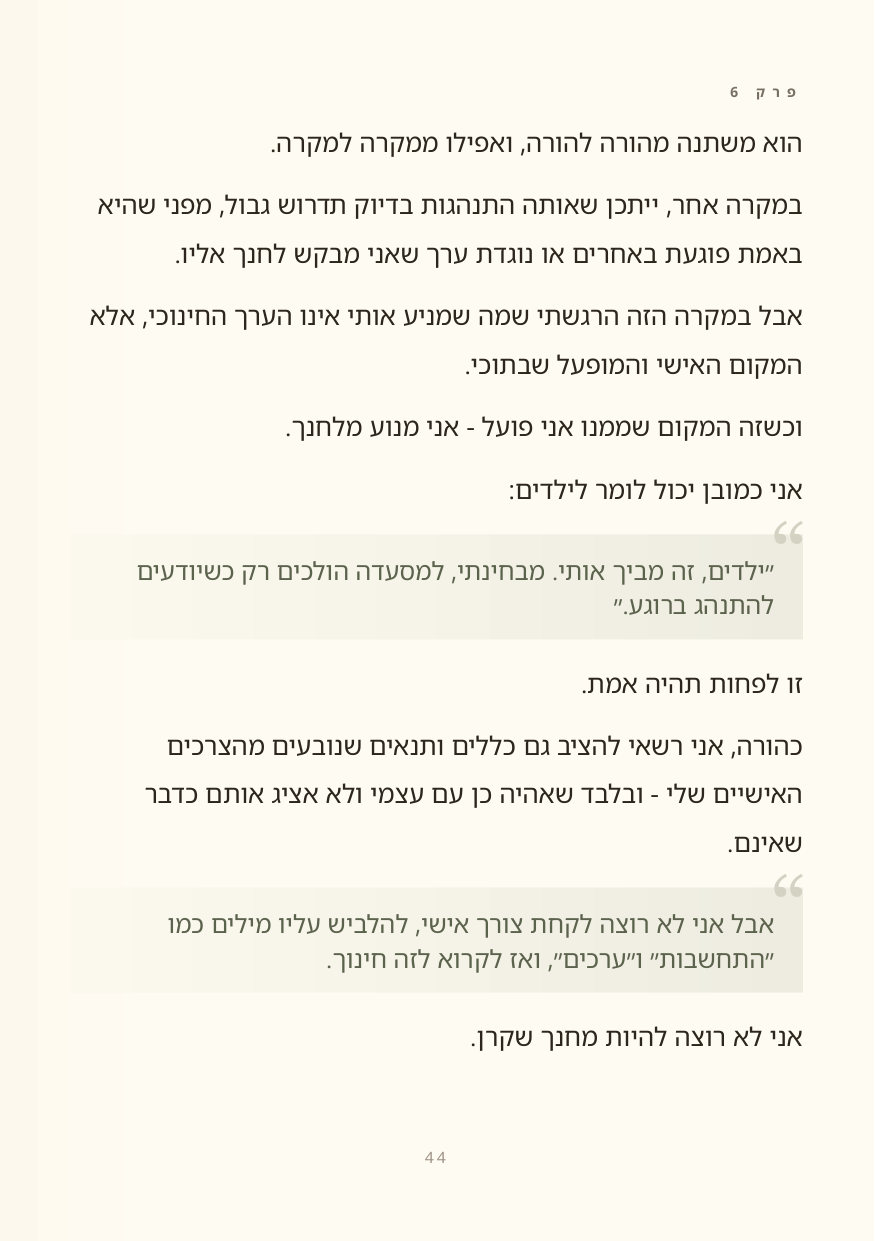 פרק 6
הוא משתנה מהורה להורה, ואפילו ממקרה למקרה.
במקרה אחר, ייתכן שאותה התנהגות בדיוק תדרוש גבול, מפני שהיא
באמת פוגעת באחרים או נוגדת ערך שאני מבקש לחנך אליו.
אבל במקרה הזה הרגשתי שמה שמניע אותי אינו הערך החינוכי, אלא
המקום האישי והמופעל שבתוכי.
וכשזה המקום שממנו אני פועל - אני מנוע מלחנך.
אני כמובן יכול לומר לילדים:
״ילדים, זה מביך אותי. מבחינתי, למסעדה הולכים רק כשיודעים
להתנהג ברוגע.״
זו לפחות תהיה אמת.
כהורה, אני רשאי להציב גם כללים ותנאים שנובעים מהצרכים
האישיים שלי - ובלבד שאהיה כן עם עצמי ולא אציג אותם כדבר
שאינם.
אבל אני לא רוצה לקחת צורך אישי, להלביש עליו מילים כמו
״התחשבות״ ו״ערכים״, ואז לקרוא לזה חינוך.
אני לא רוצה להיות מחנך שקרן.
44